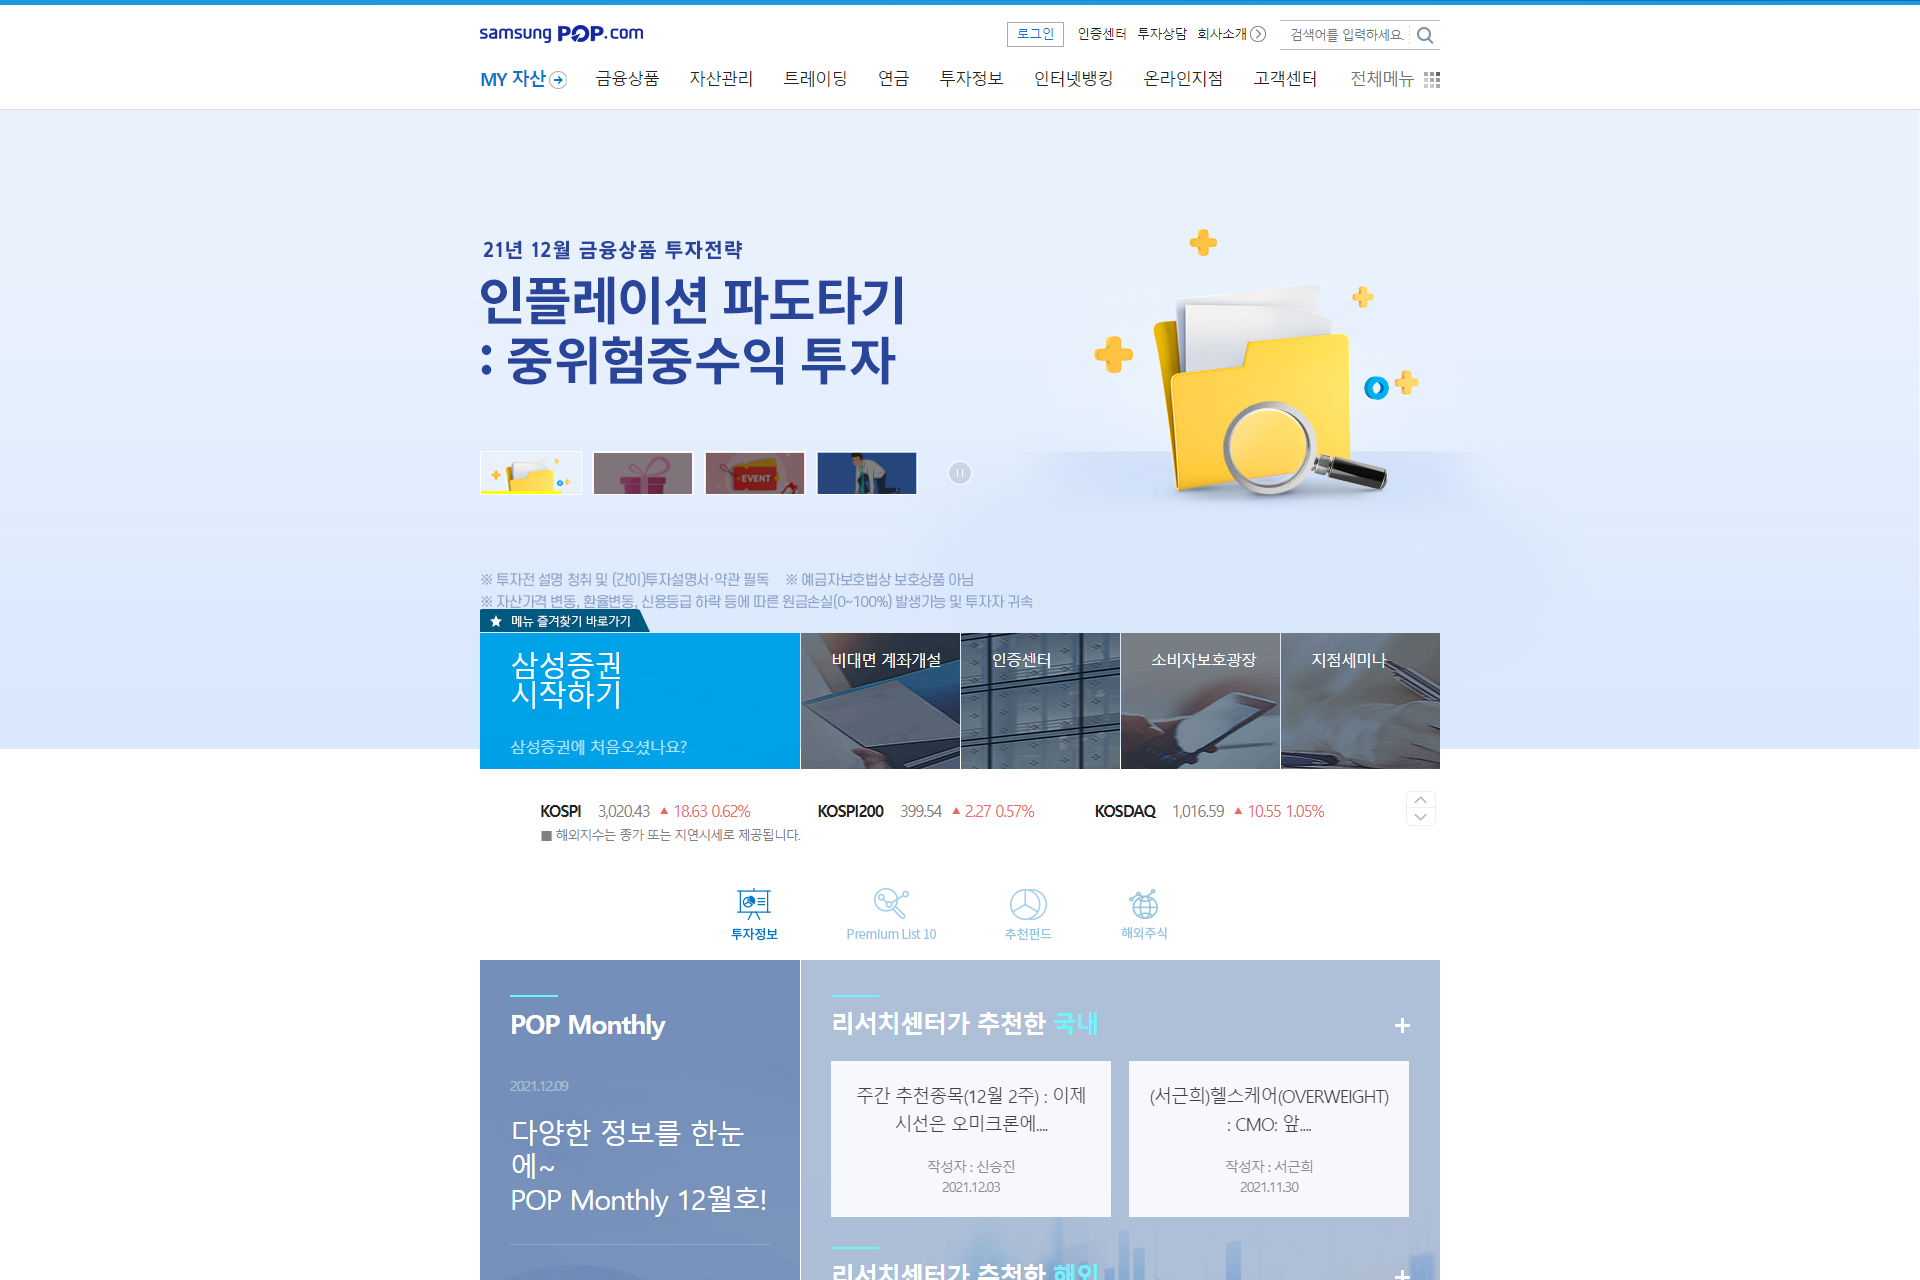 samsung POP.com
로그인
인증센터
투자상담
회사소개
검색어를 입력하세요.
MY 자산
금융상품
자산관리
트레이딩
연금
투자정보
인터넷뱅킹
온라인지점
고객센터
전체메뉴
21년 12월 금융상품 투자전략
인플레이션 파도타기
: 중위험중수익 투자
EVENT
※ 투자전 설명 청취 및 (간이)투자설명서·약관 필독 ※ 예금자보호법상 보호상품 아님
※ 자산가격 변동, 환율변동, 신용등급 하락 등에 따른 원금손실(0~100%) 발생가능 및 투자자 귀속
★ 메뉴 즐겨찾기 바로가기
삼성증권
시작하기
삼성증권에 처음오셨나요?
비대면 계좌개설
인증센터
소비자보호광장
지점세미나
KOSPI 3,020.43 ▲ 18.63 0.62%
KOSPI200 399.54 ▲ 2.27 0.57%
KOSDAQ 1,016.59 ▲ 10.55 1.05%
■ 해외지수는 종가 또는 지연시세로 제공됩니다.
투자정보
Premium List 10
추천펀드
해외주식
POP Monthly
2021.12.09
다양한 정보를 한눈
에~
POP Monthly 12월호!
리서치센터가 추천한 국내
주간 추천종목(12월 2주) : 이제
시선은 오미크론에....
작성자 : 신승진
2021.12.03
(서근희)헬스케어(OVERWEIGHT)
: CMO: 앞....
작성자 : 서근희
2021.11.30
리서치센터가 추천한 해외